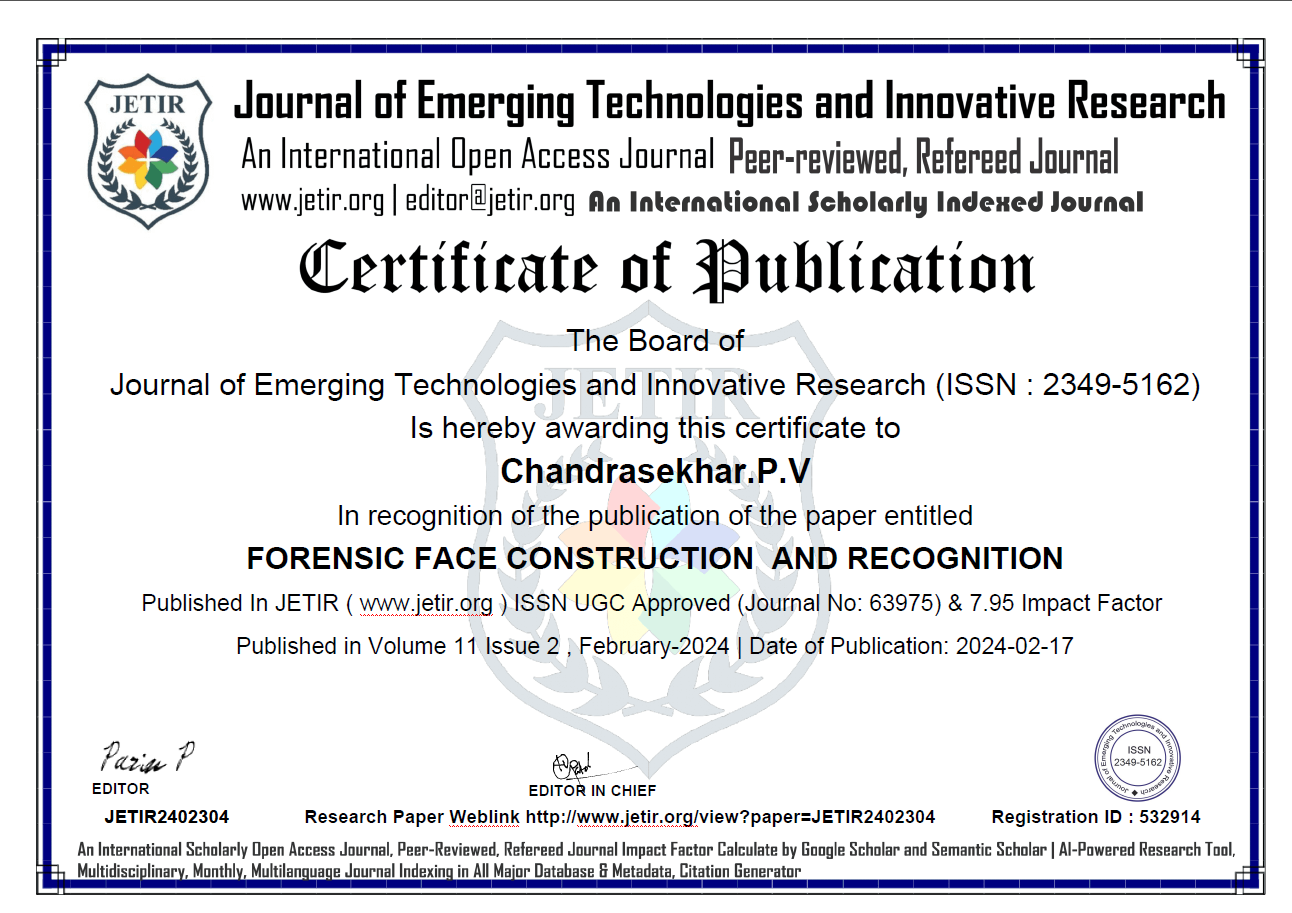 JETIR
Journal of Emerging Technologies and Innovative Research
An International Open Access Journal Peer-reviewed, Refereed Journal
www.jetir.org | editor@jetir.org An International Scholarly Indexed Journal
Certificate of Publication
JETIR
The Board of
Journal of Emerging Technologies and Innovative Research (ISSN : 2349-5162)
Is hereby awarding this certificate to
Chandrasekhar.P.V
In recognition of the publication of the paper entitled
FORENSIC FACE CONSTRUCTION AND RECOGNITION
Published In JETIR ( www.jetir.org ) ISSN UGC Approved (Journal No: 63975) & 7.95 Impact Factor
Published in Volume 11 Issue 2 , February-2024 | Date of Publication: 2024-02-17
EDITOR
EDITOR IN CHIEF
Journal of Emerging Technologies and Innovative Research
ISSN
2349-5162
JETIR2402304 Research Paper Weblink http://www.jetir.org/view?paper=JETIR2402304 Registration ID : 532914
An International Scholarly Open Access Journal, Peer-Reviewed, Refereed Journal Impact Factor Calculate by Google Scholar and Semantic Scholar | AI-Powered Research Tool,
Multidisciplinary, Monthly, Multilanguage Journal Indexing in All Major Database & Metadata, Citation Generator